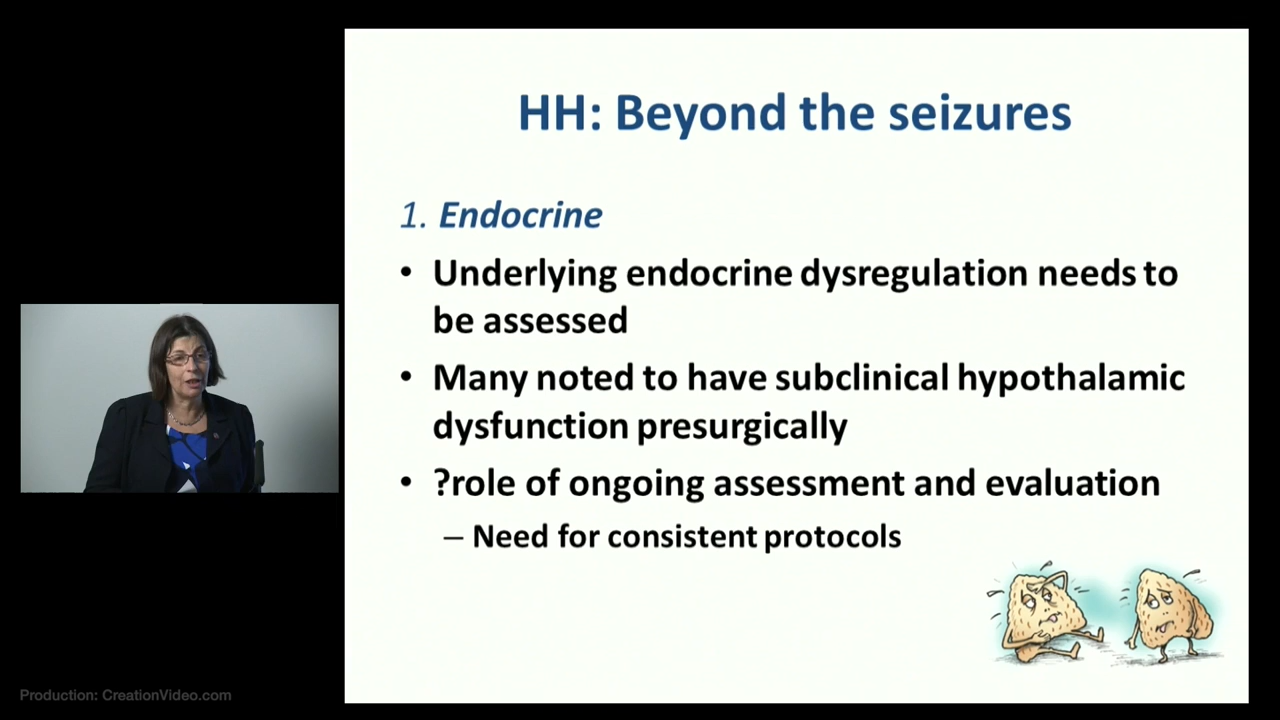 HH: Beyond the seizures
1. Endocrine
• Underlying endocrine dysregulation needs to
be assessed
• Many noted to have subclinical hypothalamic
dysfunction presurgically
• ?role of ongoing assessment and evaluation
– Need for consistent protocols
Production: CreationVideo.com